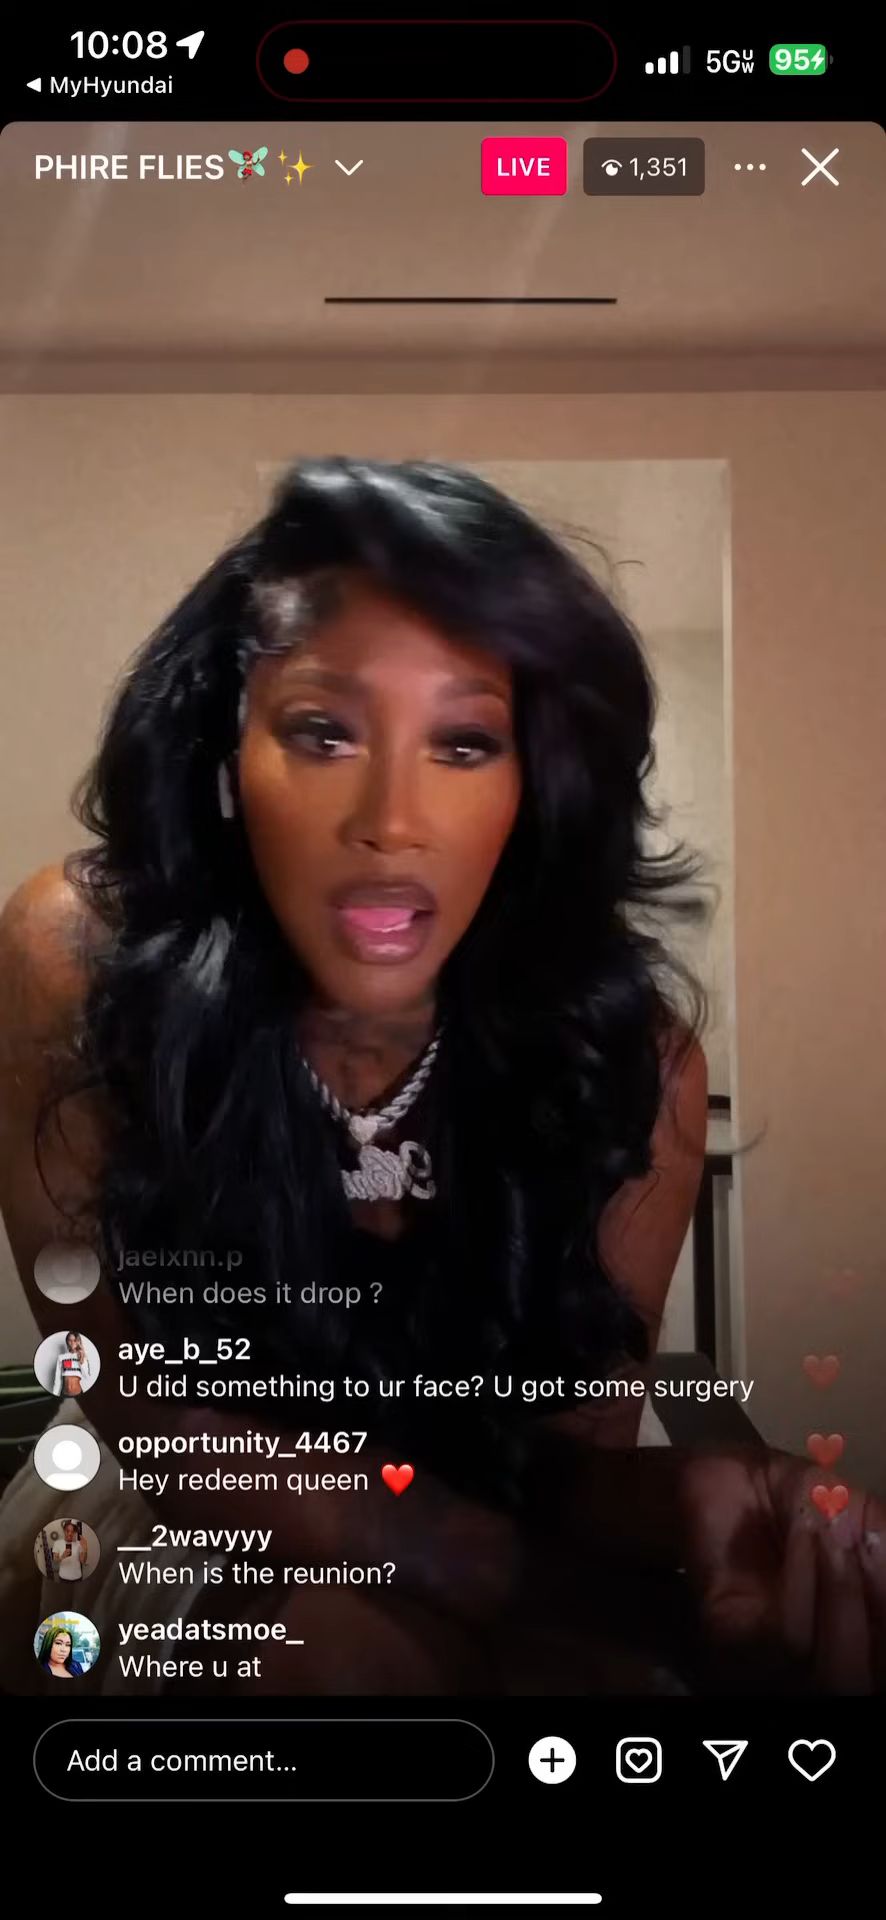 10:08
5G UW
95
MyHyundai
PHIRE FLIES🧚✨
LIVE
1,351
jaelxnn.p
When does it drop ?
aye_b_52
U did something to ur face? U got some surgery
opportunity_4467
Hey redeem queen ❤️
__2wavyyy
When is the reunion?
yeadatsmoe_
Where u at
Add a comment...